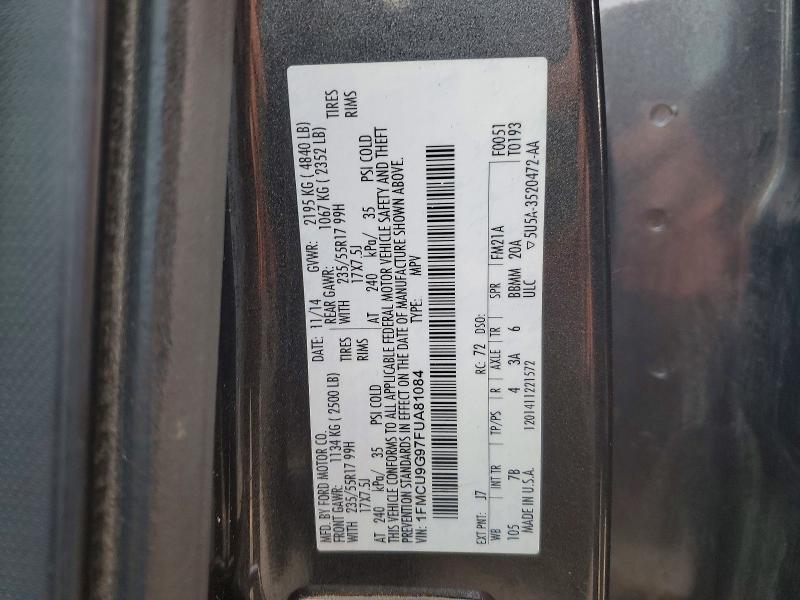 MFD. BY FORD MOTOR CO. DATE: 11/14 GVWR: 2195 KG ( 4840 LB)
FRONT GAWR: 1134 KG ( 2500 LB) REAR GAWR: 1067 KG ( 2352 LB)
WITH 235/55R17 99H TIRES WITH 235/55R17 99H TIRES
17X7.5J RIMS 17X7.5J RIMS
AT 240 kPa/ 35 PSI COLD AT 240 kPa/ 35 PSI COLD
THIS VEHICLE CONFORMS TO ALL APPLICABLE FEDERAL MOTOR VEHICLE SAFETY AND THEFT
PREVENTION STANDARDS IN EFFECT ON THE DATE OF MANUFACTURE SHOWN ABOVE.
VIN: 1FMCU9G97FUA81084 TYPE: MPV
EXT PNT: J7 RC: 72 DSO: F0051
WB INT TR TP/PS R AXLE TR SPR FM21A T0193
105 7B 4 3A 6 BBMM 20A
MADE IN U.S.A. 1201411221572 ULC ▽5U5A-3520472-AA